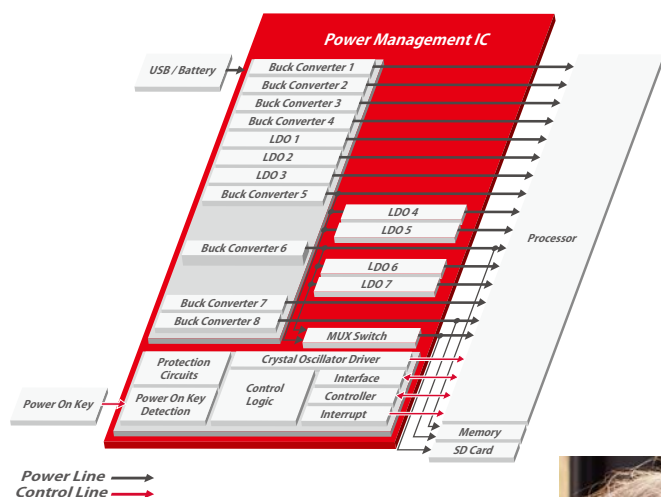 Power Management IC
USB / Battery
Buck Converter 1
Buck Converter 2
Buck Converter 3
Buck Converter 4
LDO 1
LDO 2
LDO 3
Buck Converter 5
LDO 4
LDO 5
Processor
Buck Converter 6
LDO 6
LDO 7
Buck Converter 7
Buck Converter 8
MUX Switch
Protection
Circuits
Crystal Oscillator Driver
Control
Logic
Interface
Controller
Interrupt
Power On Key
Power On Key
Detection
Memory
SD Card
Power Line
Control Line